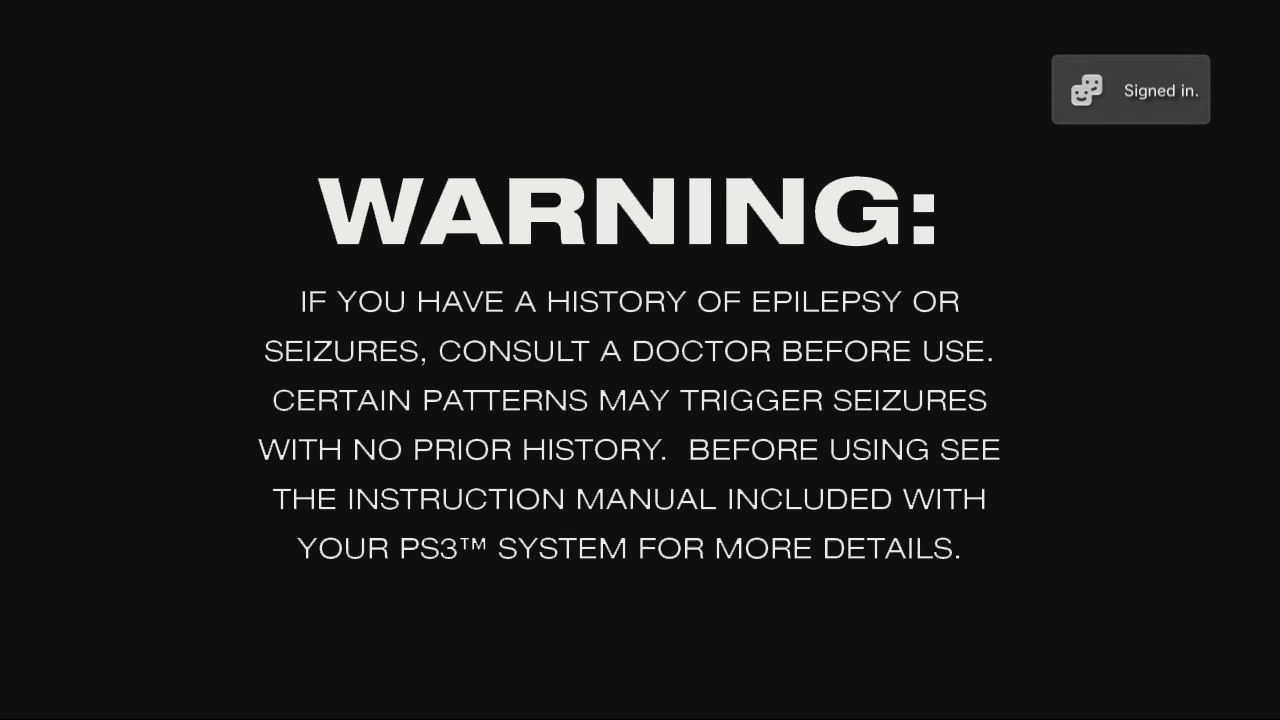 Signed in.
WARNING:
IF YOU HAVE A HISTORY OF EPILEPSY OR
SEIZURES, CONSULT A DOCTOR BEFORE USE.
CERTAIN PATTERNS MAY TRIGGER SEIZURES
WITH NO PRIOR HISTORY.  BEFORE USING SEE
THE INSTRUCTION MANUAL INCLUDED WITH
YOUR PS3™ SYSTEM FOR MORE DETAILS.